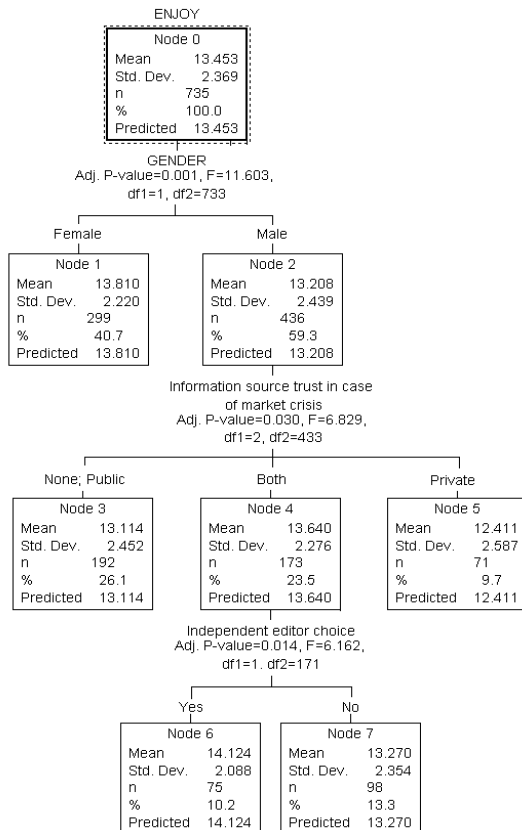 ENJOY
Node 0
Mean 13.453
Std. Dev. 2.369
n 735
% 100.0
Predicted 13.453
GENDER
Adj. P-value=0.001, F=11.603,
df1=1, df2=733
Female
Male
Node 1
Mean 13.810
Std. Dev. 2.220
n 299
% 40.7
Predicted 13.810
Node 2
Mean 13.208
Std. Dev. 2.439
n 436
% 59.3
Predicted 13.208
Information source trust in case
of market crisis
Adj. P-value=0.030, F=6.829,
df1=2, df2=433
None; Public
Both
Private
Node 3
Mean 13.114
Std. Dev. 2.452
n 192
% 26.1
Predicted 13.114
Node 4
Mean 13.640
Std. Dev. 2.276
n 173
% 23.5
Predicted 13.640
Node 5
Mean 12.411
Std. Dev. 2.587
n 71
% 9.7
Predicted 12.411
Independent editor choice
Adj. P-value=0.014, F=6.162,
df1=1. df2=171
Yes
No
Node 6
Mean 14.124
Std. Dev. 2.088
n 75
% 10.2
Predicted 14.124
Node 7
Mean 13.270
Std. Dev. 2.354
n 98
% 13.3
Predicted 13.270